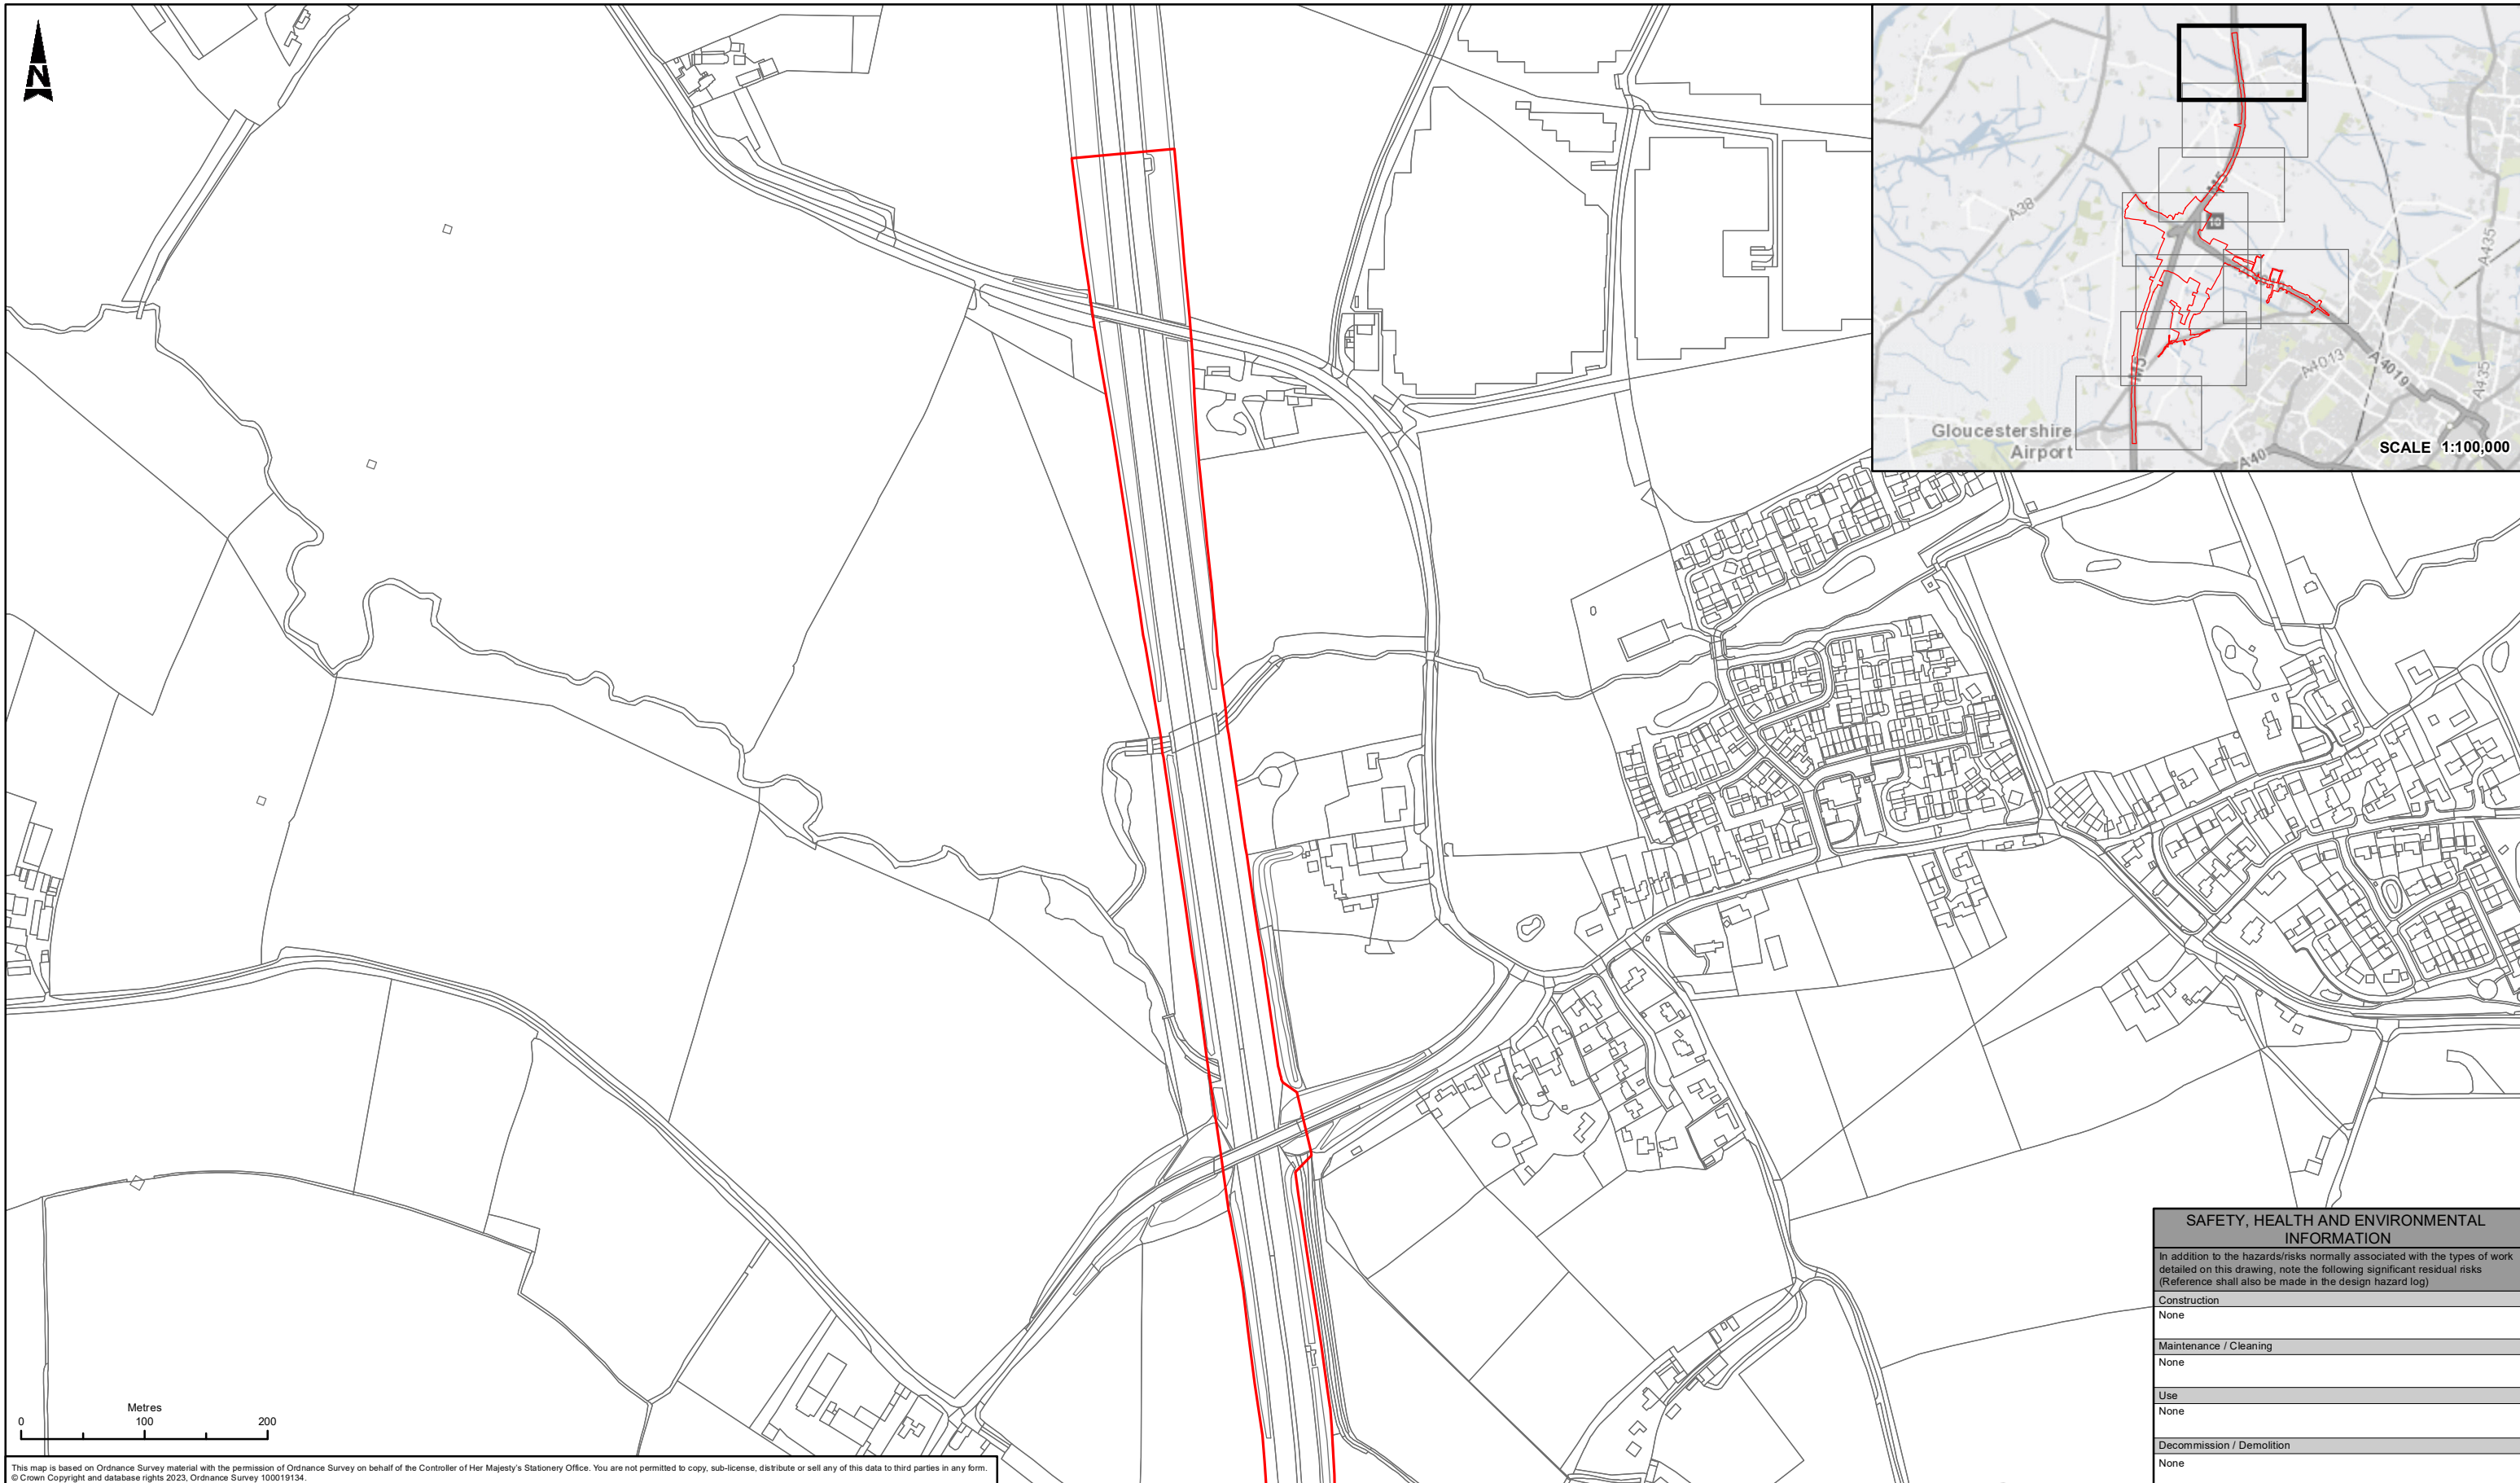 N
M5
A38
10
A4019
A435
A4013
A4019
A435
M5
Gloucestershire
Airport
A40
SCALE 1:100,000
SAFETY, HEALTH AND ENVIRONMENTAL
INFORMATION
In addition to the hazards/risks normally associated with the types of work
detailed on this drawing, note the following significant residual risks
(Reference shall also be made in the design hazard log)
Construction
None
Maintenance / Cleaning
None
Use
None
Decommission / Demolition
None
Metres
0 100 200
This map is based on Ordnance Survey material with the permission of Ordnance Survey on behalf of the Controller of Her Majesty's Stationery Office. You are not permitted to copy, sub-license, distribute or sell any of this data to third parties in any form.
© Crown Copyright and database rights 2023, Ordnance Survey 100019134.